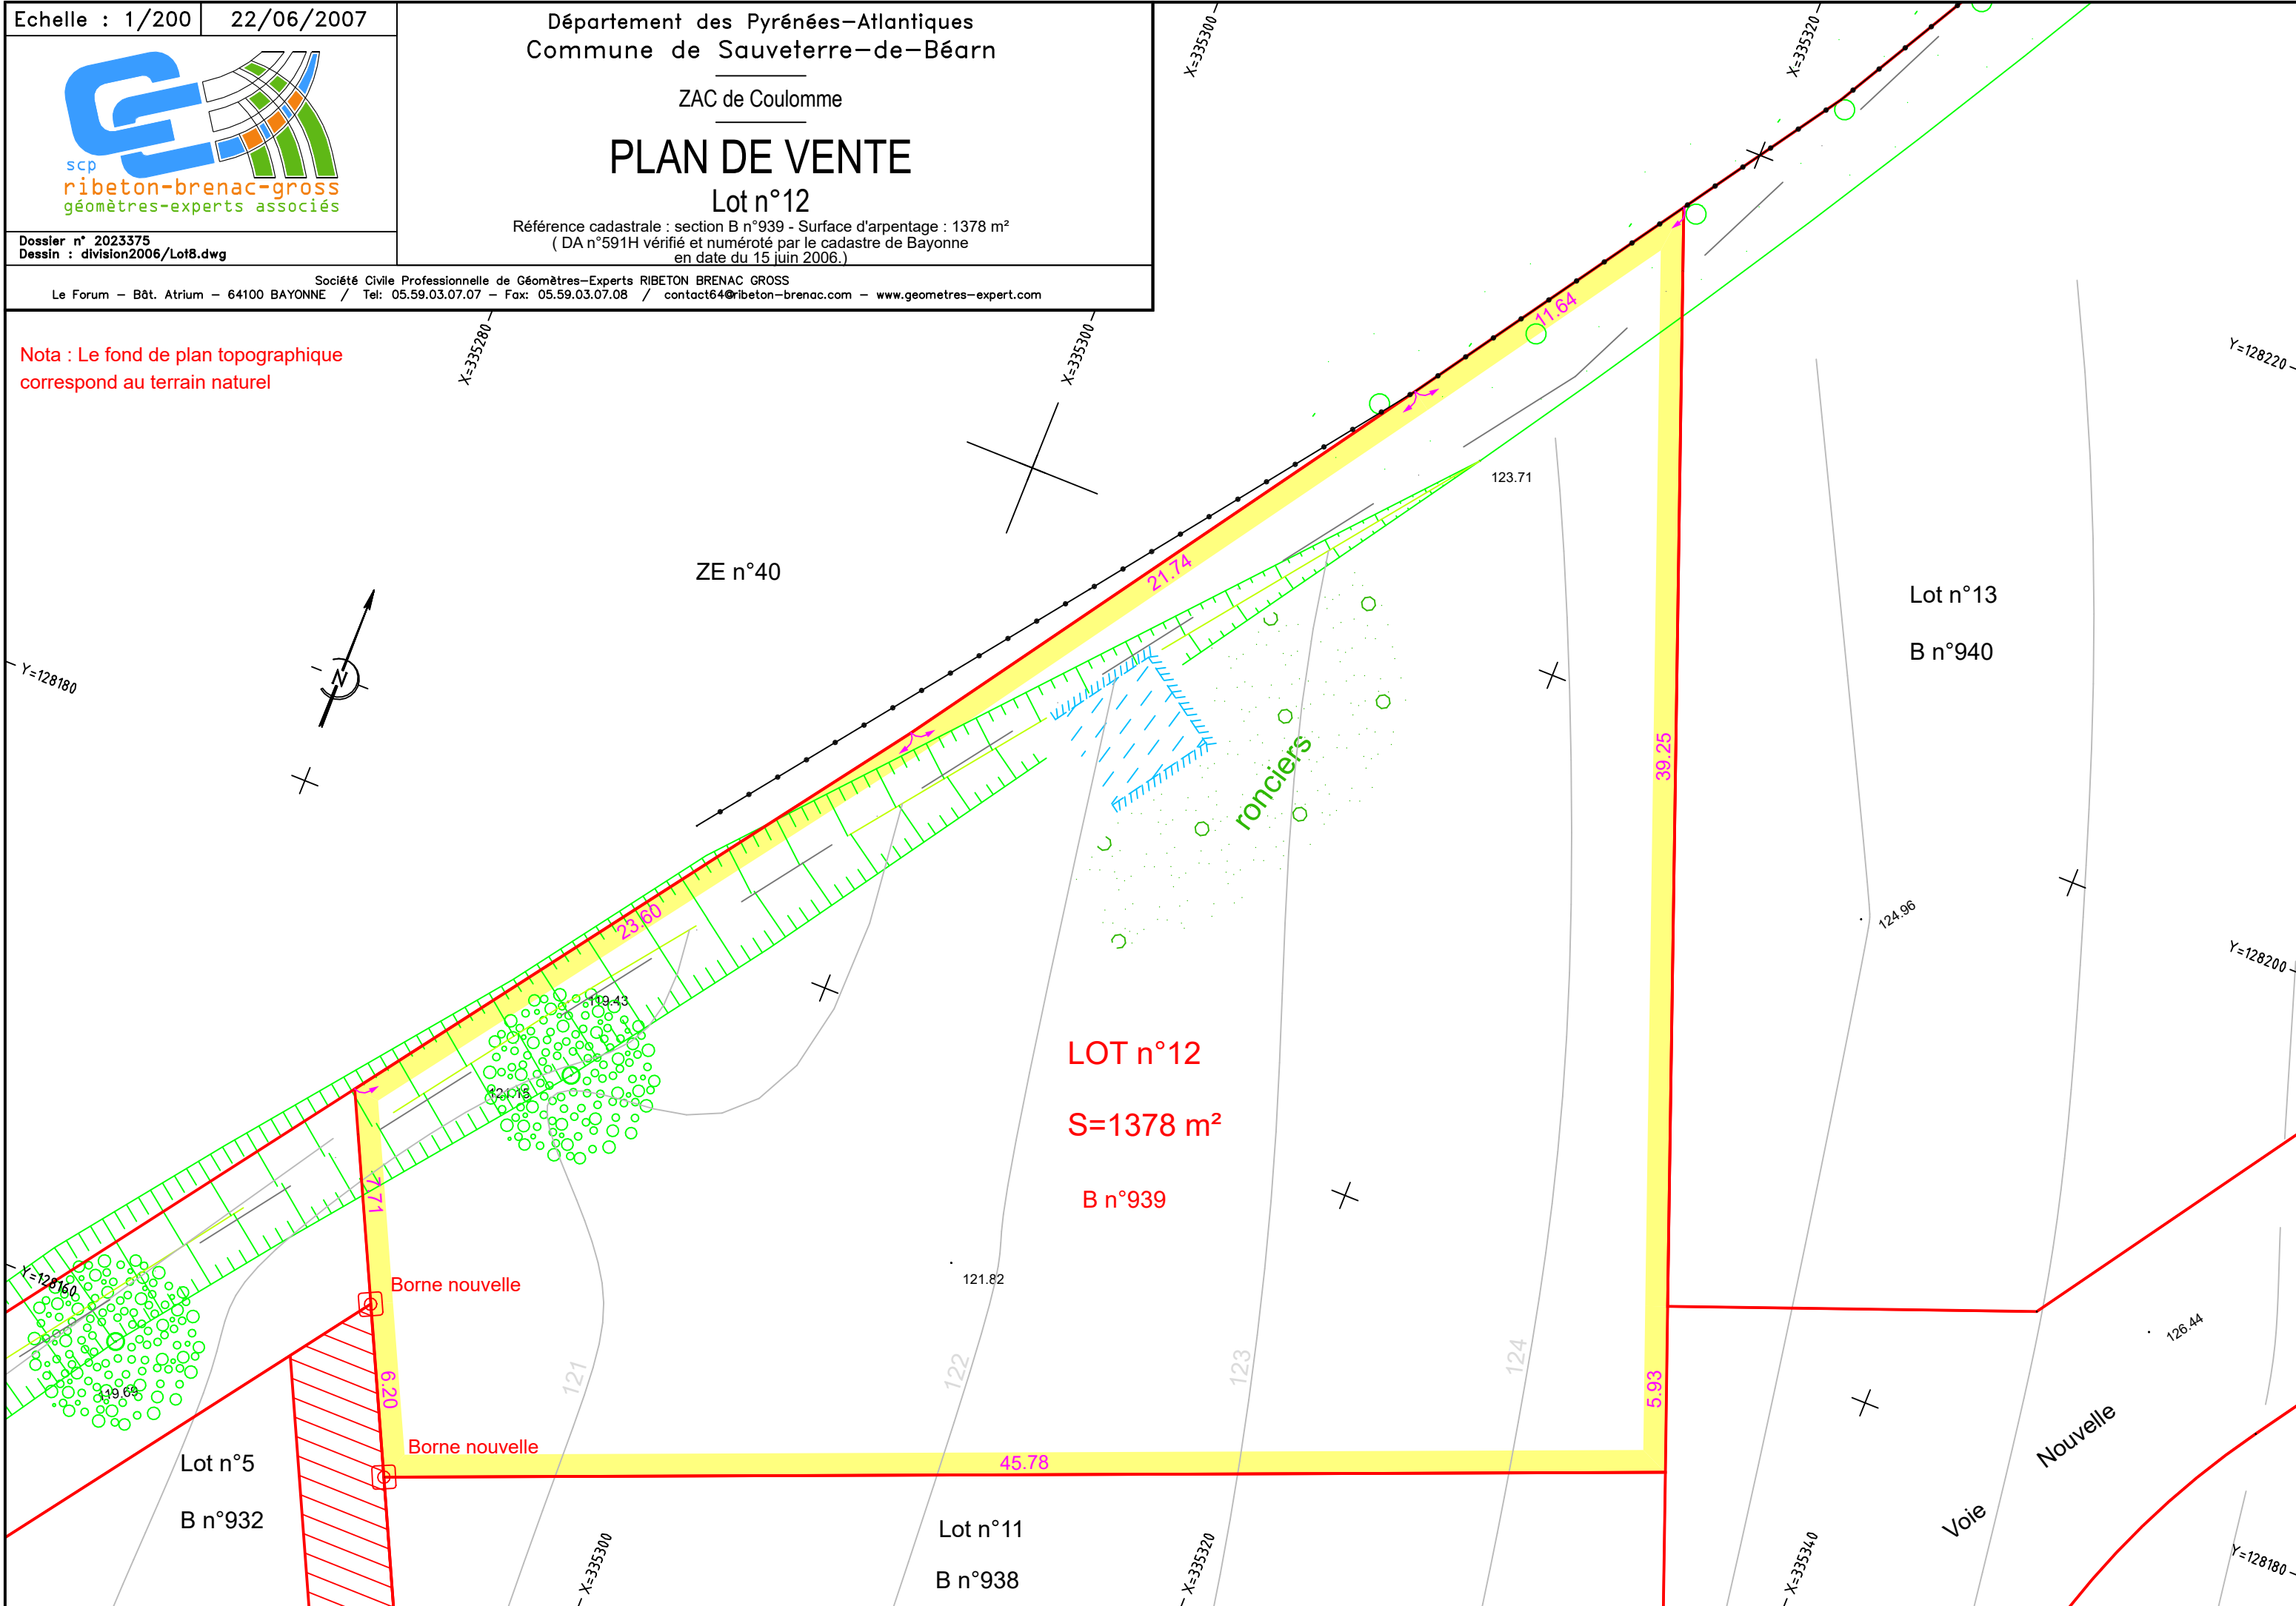 Echelle : 1/200
22/06/2007
scp
ribeton-brenac-gross
géomètres-experts associés
Dossier n° 2023375
Dessin : division2006/Lot8.dwg
Département des Pyrénées-Atlantiques
Commune de Sauveterre-de-Béarn
ZAC de Coulomme
PLAN DE VENTE
Lot n°12
Référence cadastrale : section B n°939 - Surface d'arpentage : 1378 m²
( DA n°591H vérifié et numéroté par le cadastre de Bayonne
en date du 15 juin 2006.)
Société Civile Professionnelle de Géomètres-Experts RIBETON BRENAC GROSS
Le Forum - Bât. Atrium - 64100 BAYONNE / Tel: 05.59.03.07.07 - Fax: 05.59.03.07.08 / contact64@ribeton-brenac.com - www.geometres-expert.com
X=335300
X=335320
Nota : Le fond de plan topographique
correspond au terrain naturel
X=335280
X=335300
Y=128220
11.64
123.71
ZE n°40
21.74
Lot n°13
B n°940
Y=128180
N
39.25
ronciers
23.60
124.96
Y=128200
119.43
121.15
LOT n°12
S=1378 m²
B n°939
7.71
Y=128160
Borne nouvelle
121.82
126.44
119.69
6.20
121
122
123
124
5.93
Borne nouvelle
45.78
Lot n°5
B n°932
Lot n°11
B n°938
Voie Nouvelle
X=335300
X=335320
X=335340
Y=128180